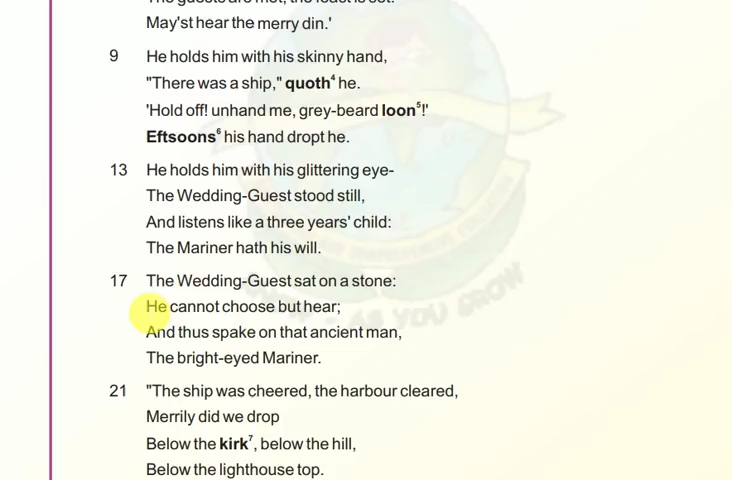 May'st hear the merry din.'
9 He holds him with his skinny hand,
"There was a ship," quoth⁴ he.
'Hold off! unhand me, grey-beard loon⁵!'
Eftsoons⁶ his hand dropt he.
13 He holds him with his glittering eye-
The Wedding-Guest stood still,
And listens like a three years' child:
The Mariner hath his will.
17 The Wedding-Guest sat on a stone:
He cannot choose but hear;
And thus spake on that ancient man,
The bright-eyed Mariner.
21 "The ship was cheered, the harbour cleared,
Merrily did we drop
Below the kirk⁷, below the hill,
Below the lighthouse top.
AS YOU GROW